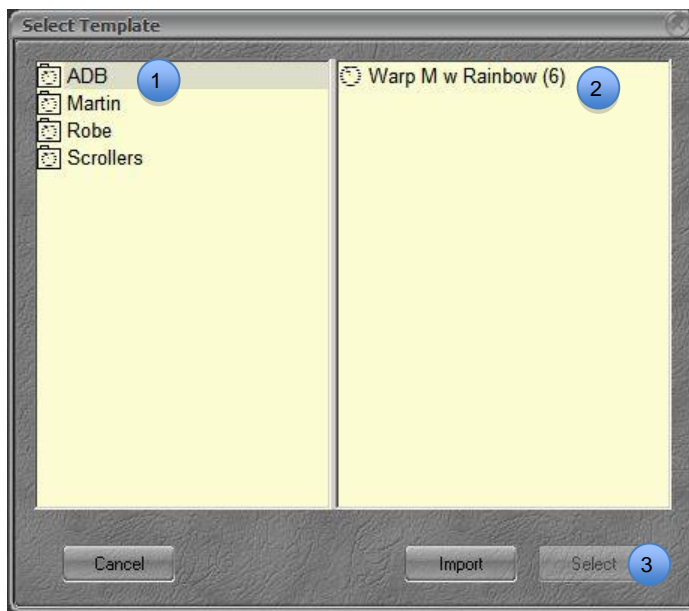 Select Template
ADB 1
Martin
Robe
Scrollers
Warp M w Rainbow (6) 2
Cancel
Import
Select 3